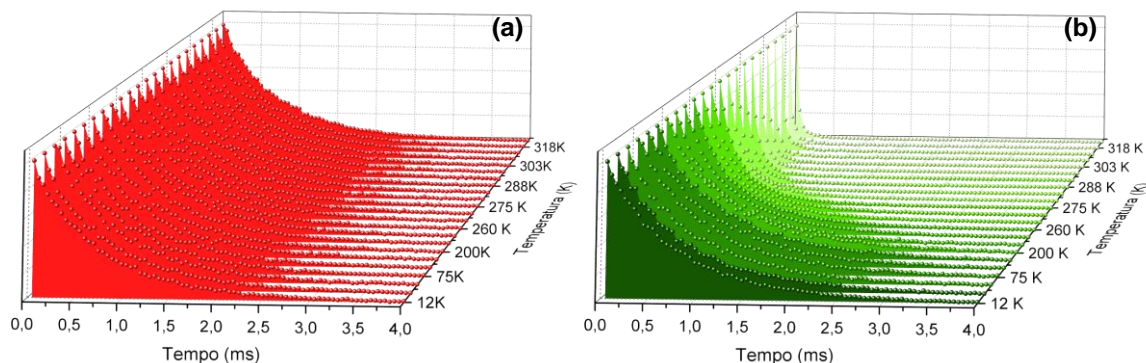 (a)
318K
303K
288K
275K
260 K
200K
75K
12K
Temperatura (K)
0,0 0,5 1,0 1,5 2,0 2,5 3,0 3,5 4,0
Tempo (ms)
(b)
318 K
303 K
288 K
275K
260 K
200 K
75 K
12 K
Temperatura (K)
0,0 0,5 1,0 1,5 2,0 2,5 3,0 3,5 4,0
Tempo (ms)